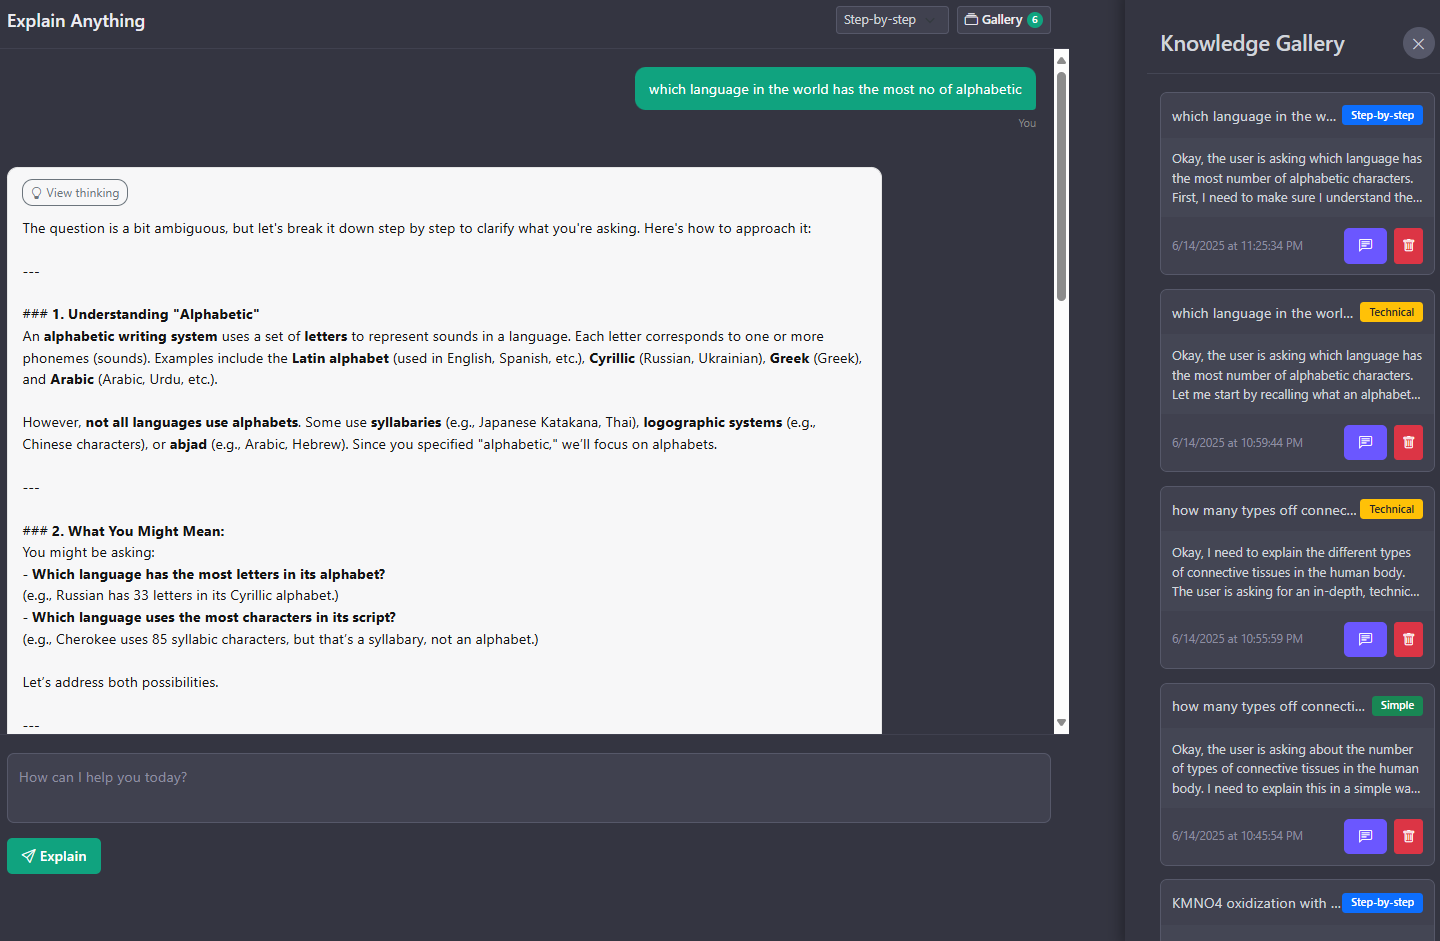 Explain Anything
Step-by-step
Gallery 6
which language in the world has the most no of alphabetic
You
View thinking
The question is a bit ambiguous, but let's break it down step by step to clarify what you're asking. Here's how to approach it:
---
### 1. Understanding "Alphabetic"
An alphabetic writing system uses a set of letters to represent sounds in a language. Each letter corresponds to one or more
phonemes (sounds). Examples include the Latin alphabet (used in English, Spanish, etc.), Cyrillic (Russian, Ukrainian), Greek (Greek),
and Arabic (Arabic, Urdu, etc.).
However, not all languages use alphabets. Some use syllabaries (e.g., Japanese Katakana, Thai), logographic systems (e.g.,
Chinese characters), or abjad (e.g., Arabic, Hebrew). Since you specified "alphabetic," we'll focus on alphabets.
---
### 2. What You Might Mean:
You might be asking:
- Which language has the most letters in its alphabet?
(e.g., Russian has 33 letters in its Cyrillic alphabet.)
- Which language uses the most characters in its script?
(e.g., Cherokee uses 85 syllabic characters, but that’s a syllabary, not an alphabet.)
Let’s address both possibilities.
---
How can I help you today?
Explain
Knowledge Gallery
which language in the w... Step-by-step
Okay, the user is asking which language has
the most number of alphabetic characters.
First, I need to make sure I understand the...
6/14/2025 at 11:25:34 PM
which language in the worl... Technical
Okay, the user is asking which language has
the most number of alphabetic characters.
Let me start by recalling what an alphabet...
6/14/2025 at 10:59:44 PM
how many types off connec... Technical
Okay, I need to explain the different types
of connective tissues in the human body.
The user is asking for an in-depth, technic...
6/14/2025 at 10:55:59 PM
how many types off connecti... Simple
Okay, the user is asking about the number
of types of connective tissues in the human
body. I need to explain this in a simple wa...
6/14/2025 at 10:45:54 PM
KMNO4 oxidization with ... Step-by-step